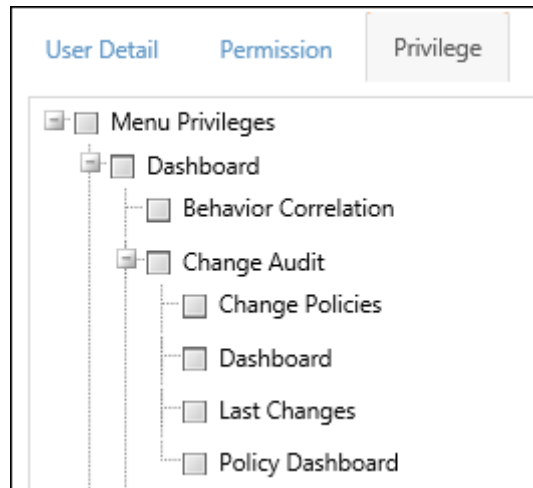 User Detail Permission Privilege
Menu Privileges
Dashboard
Behavior Correlation
Change Audit
Change Policies
Dashboard
Last Changes
Policy Dashboard